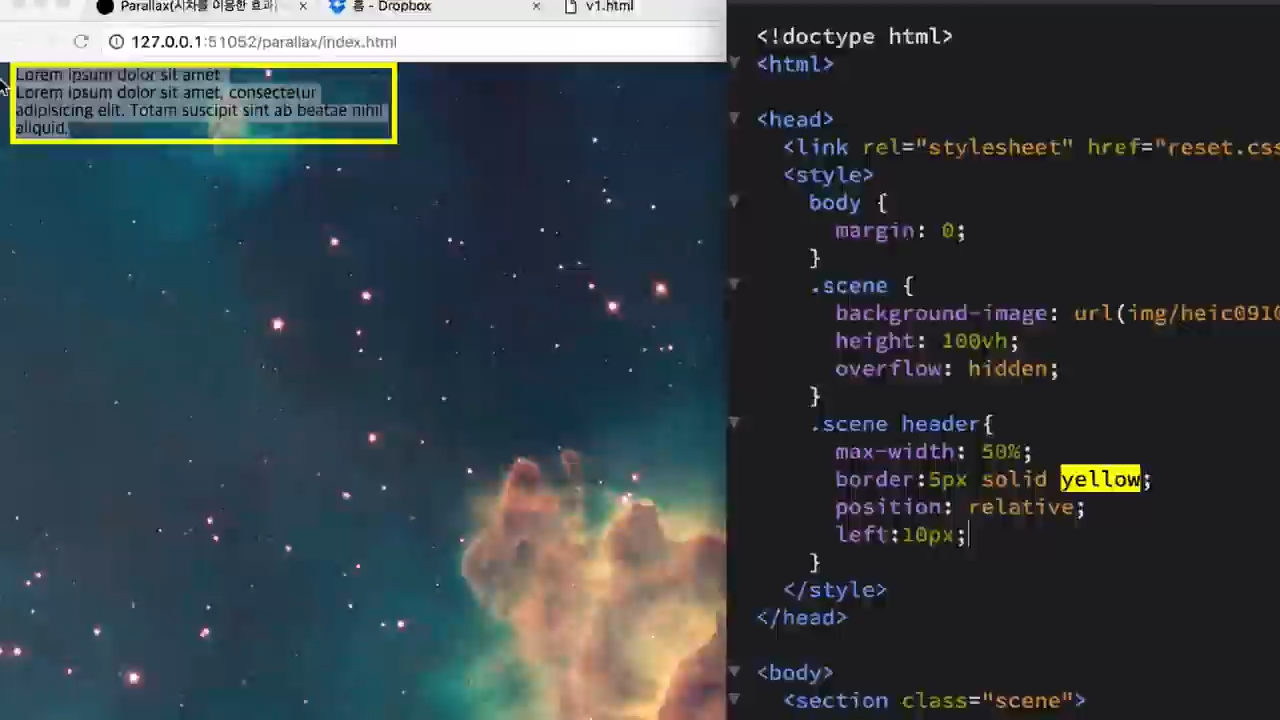 Parallax(시차를 이용한 효과)
홈 - Dropbox
v1.html
127.0.0.1:51052/parallax/index.html
Lorem ipsum dolor sit amet
Lorem ipsum dolor sit amet, consectetur
adipisicing elit. Totam suscipit sint ab beatae nihil
aliquid.
<!doctype html>
<html>
<head>
<link rel="stylesheet" href="reset.css
<style>
body {
margin: 0;
}
.scene {
background-image: url(img/heic0910
height: 100vh;
overflow: hidden;
}
.scene header{
max-width: 50%;
border:5px solid yellow;
position: relative;
left:10px;
}
</style>
</head>
<body>
<section class="scene">